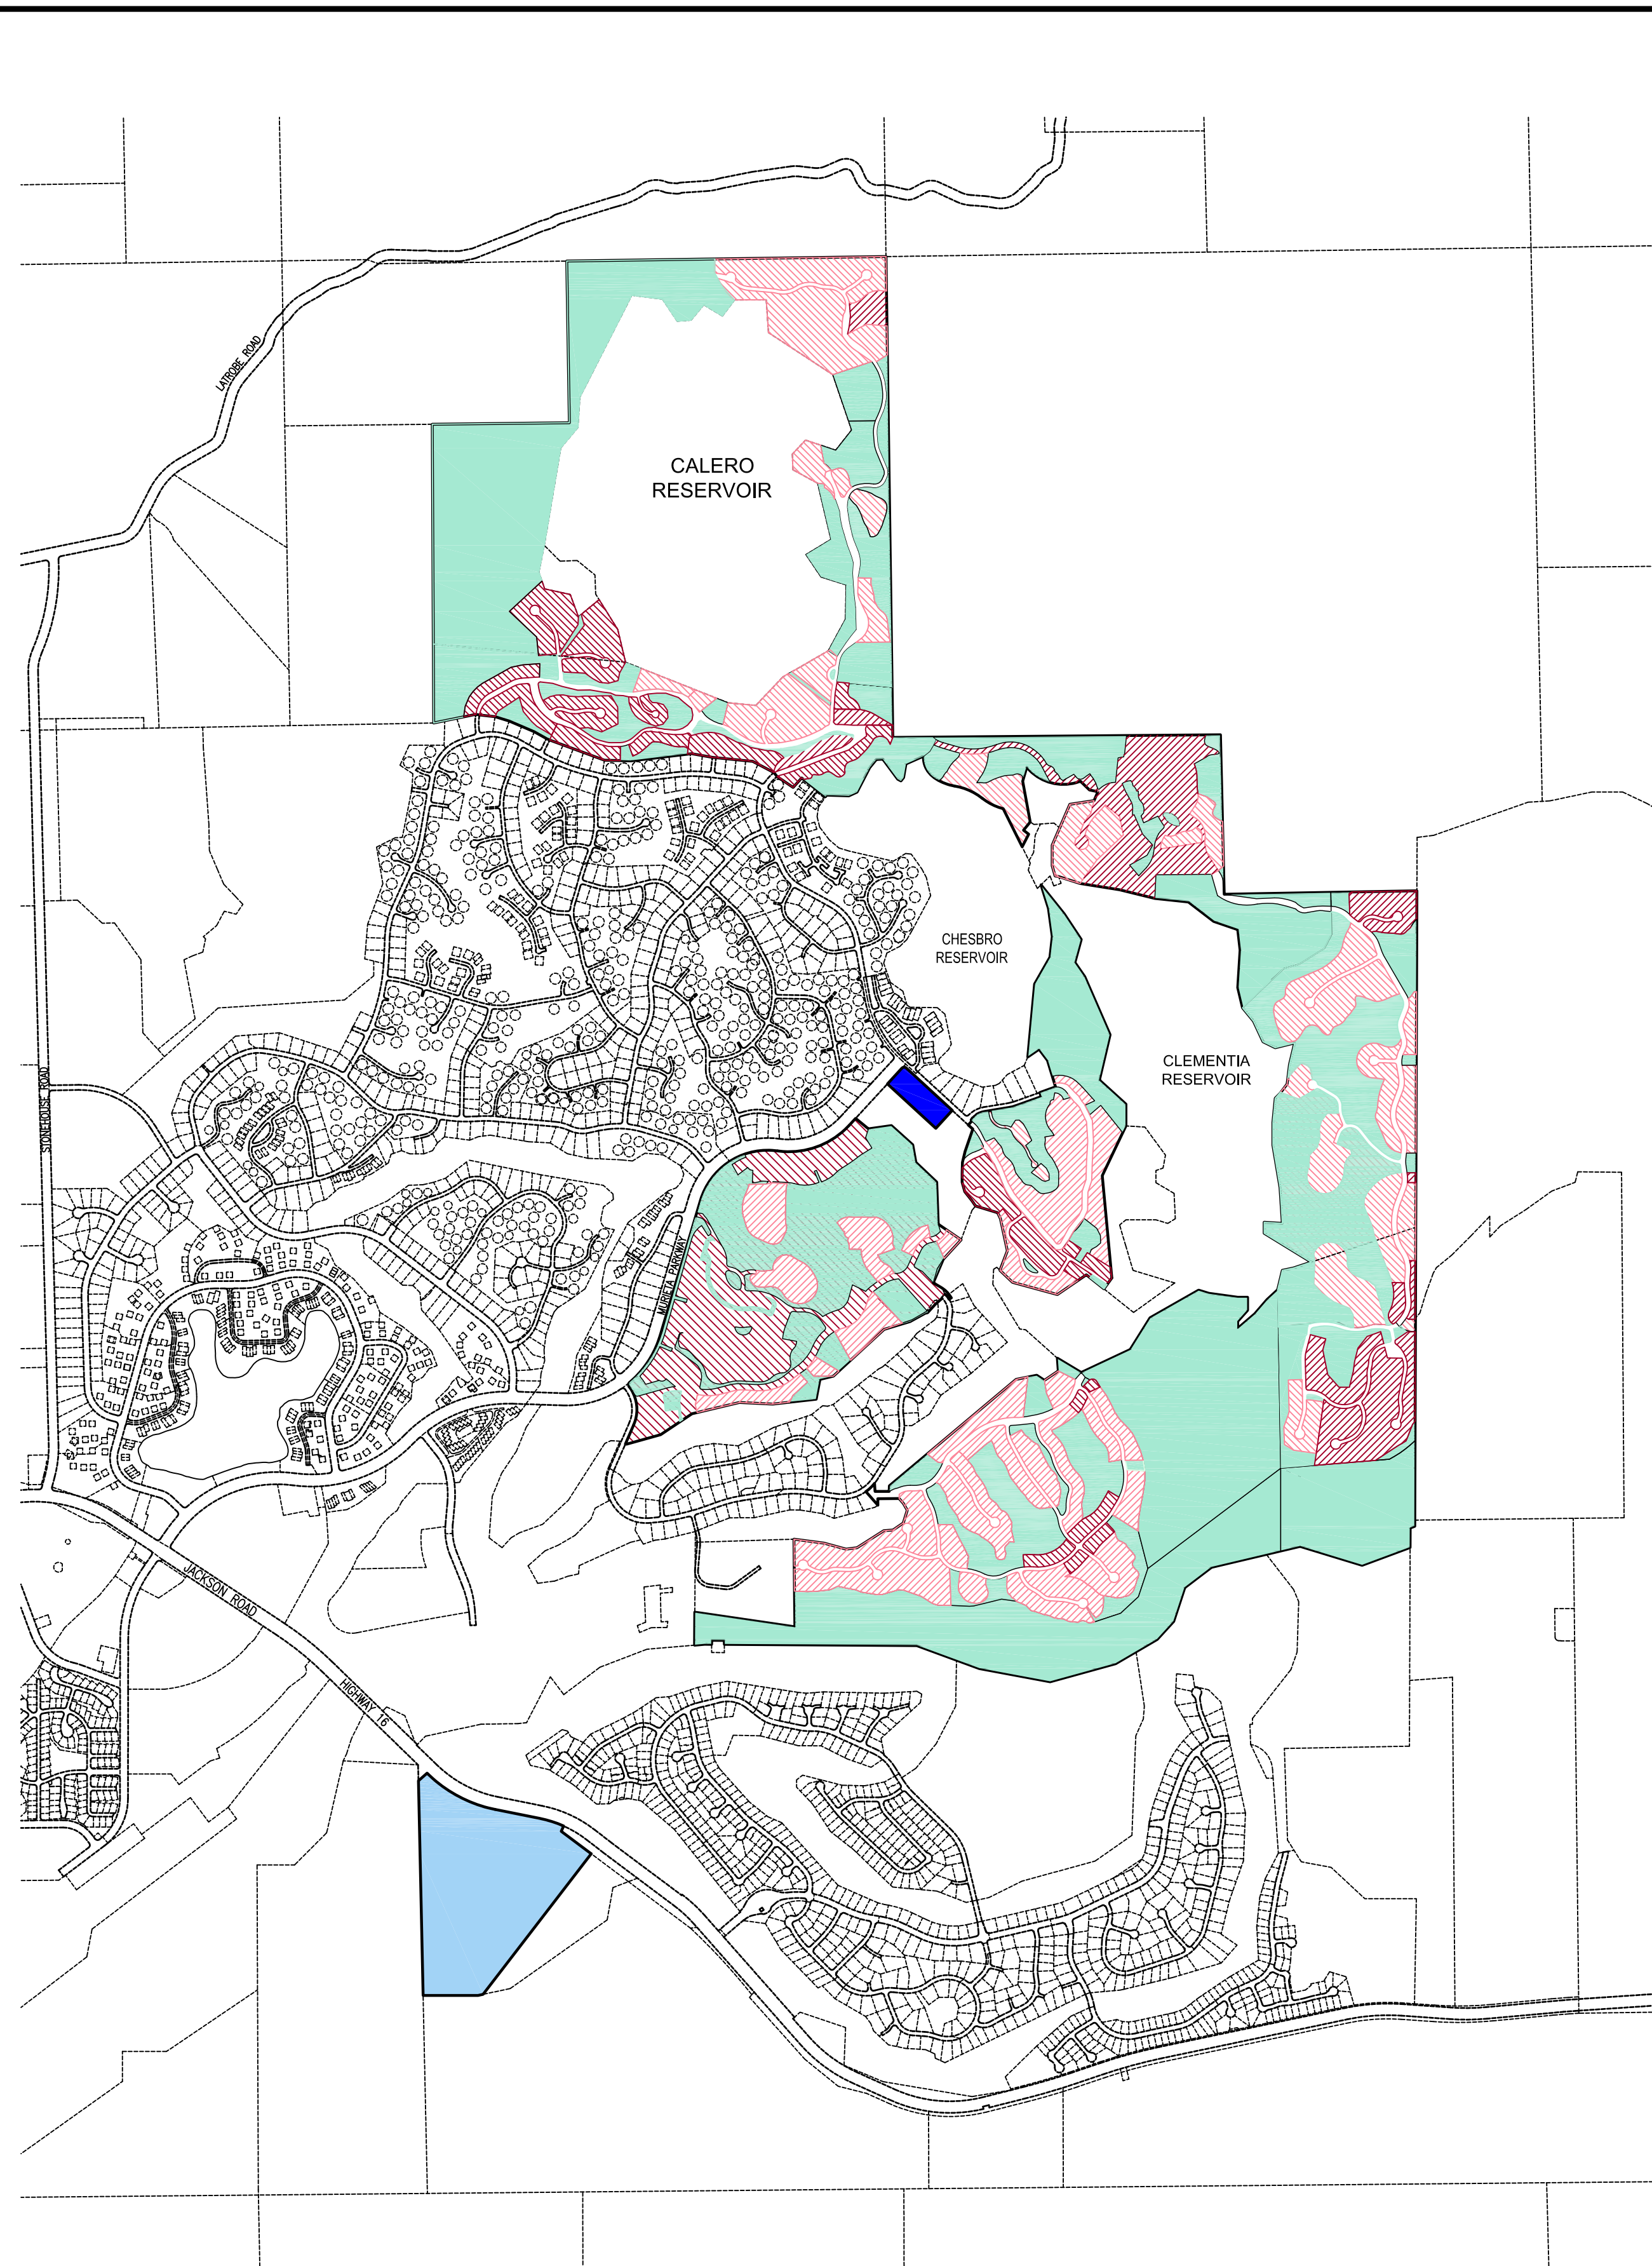 LATROBE ROAD
CALERO
RESERVOIR
CHESBRO
RESERVOIR
CLEMENTIA
RESERVOIR
STONEHOUSE ROAD
MURIETA PARKWAY
JACKSON ROAD
HIGHWAY 16